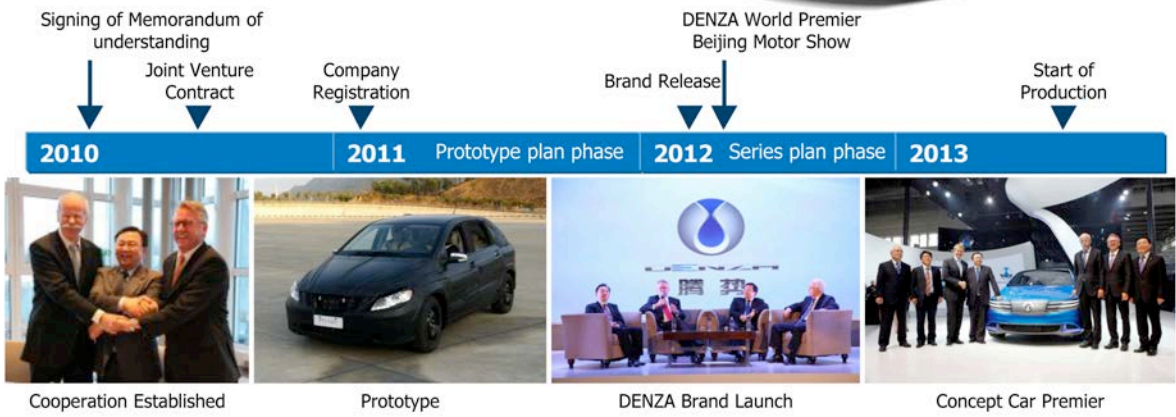 Signing of Memorandum of
understanding
Joint Venture
Contract
Company
Registration
Brand Release
DENZA World Premier
Beijing Motor Show
Start of
Production
2010
2011 Prototype plan phase
2012 Series plan phase
2013
DENZA
腾势
Cooperation Established
Prototype
DENZA Brand Launch
Concept Car Premier